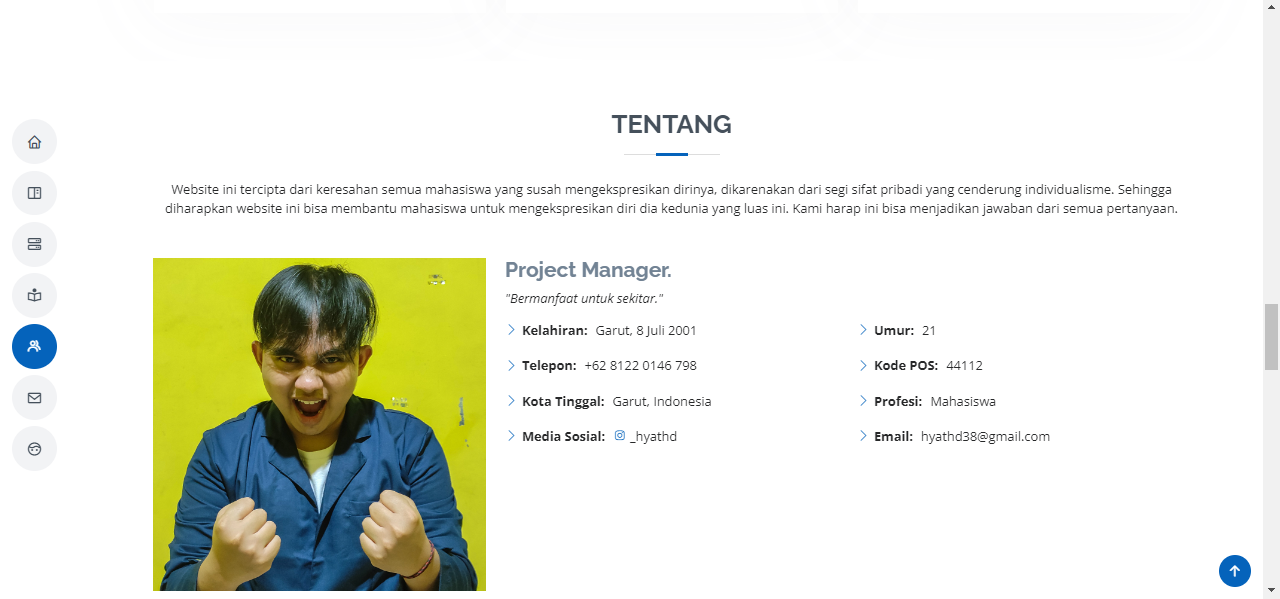 TENTANG
Website ini tercipta dari keresahan semua mahasiswa yang susah mengekspresikan dirinya, dikarenakan dari segi sifat pribadi yang cenderung individualisme. Sehingga
diharapkan website ini bisa membantu mahasiswa untuk mengekspresikan diri dia kedunia yang luas ini. Kami harap ini bisa menjadikan jawaban dari semua pertanyaan.
Project Manager.
"Bermanfaat untuk sekitar."
Kelahiran: Garut, 8 Juli 2001
Umur: 21
Telepon: +62 8122 0146 798
Kode POS: 44112
Kota Tinggal: Garut, Indonesia
Profesi: Mahasiswa
Media Sosial: _hyathd
Email: hyathd38@gmail.com